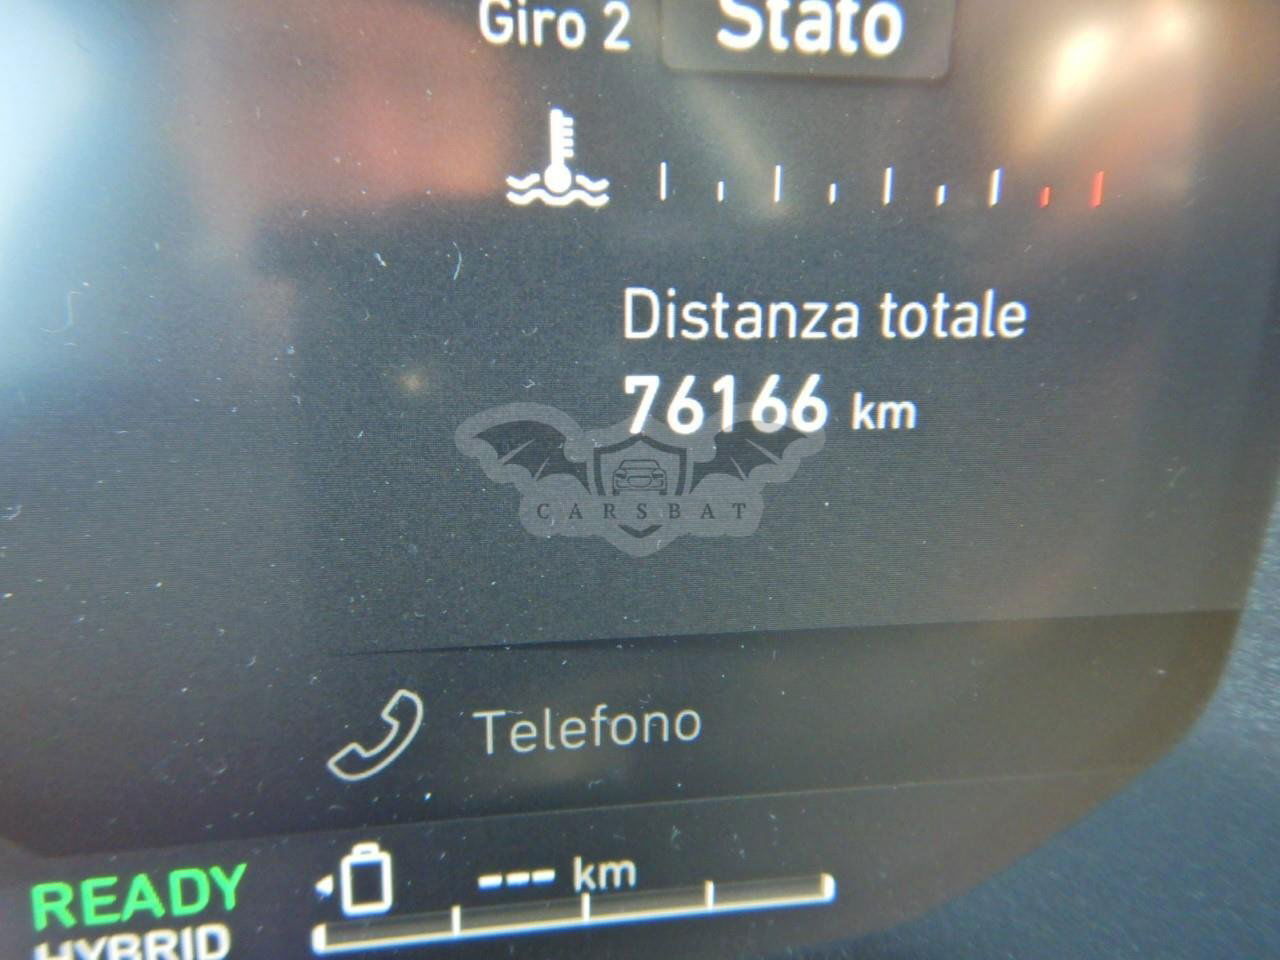 Giro 2 Stato
Distanza totale
76166 km
CARSBAT
Telefono
READY
--- km
HYBRID